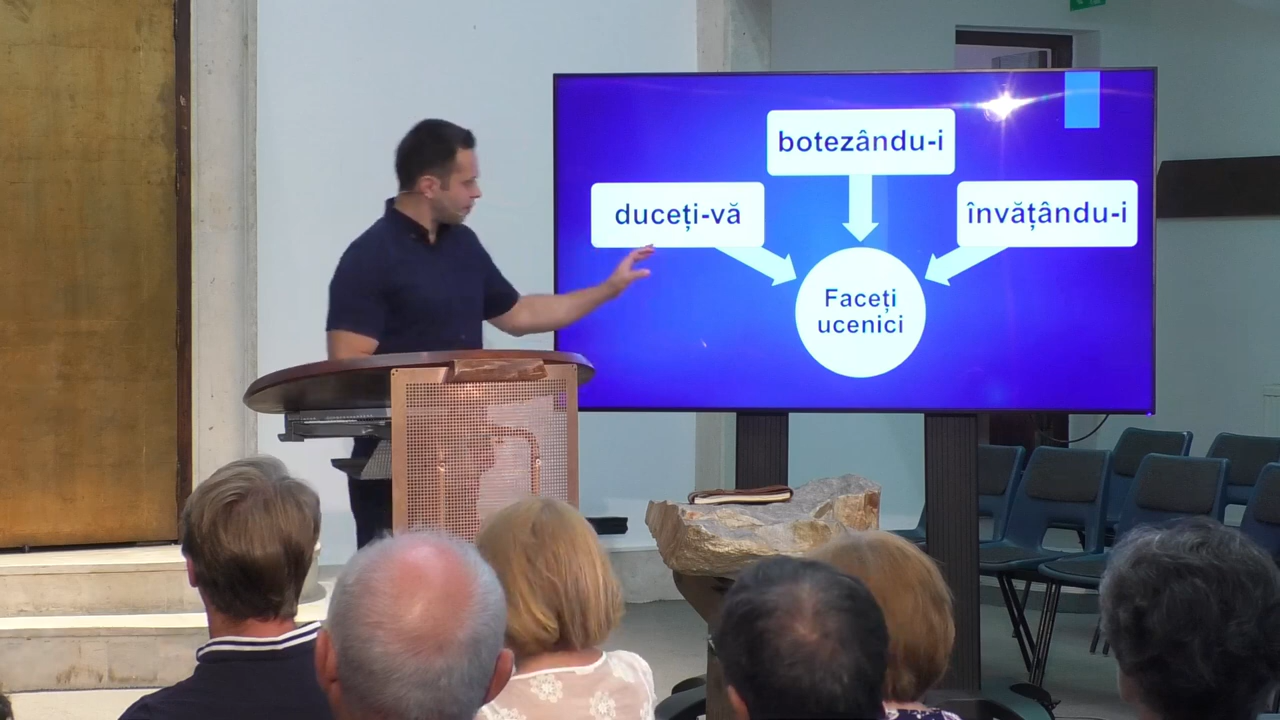 botezându-i
duceți-vă
învățându-i
Faceți
ucenici